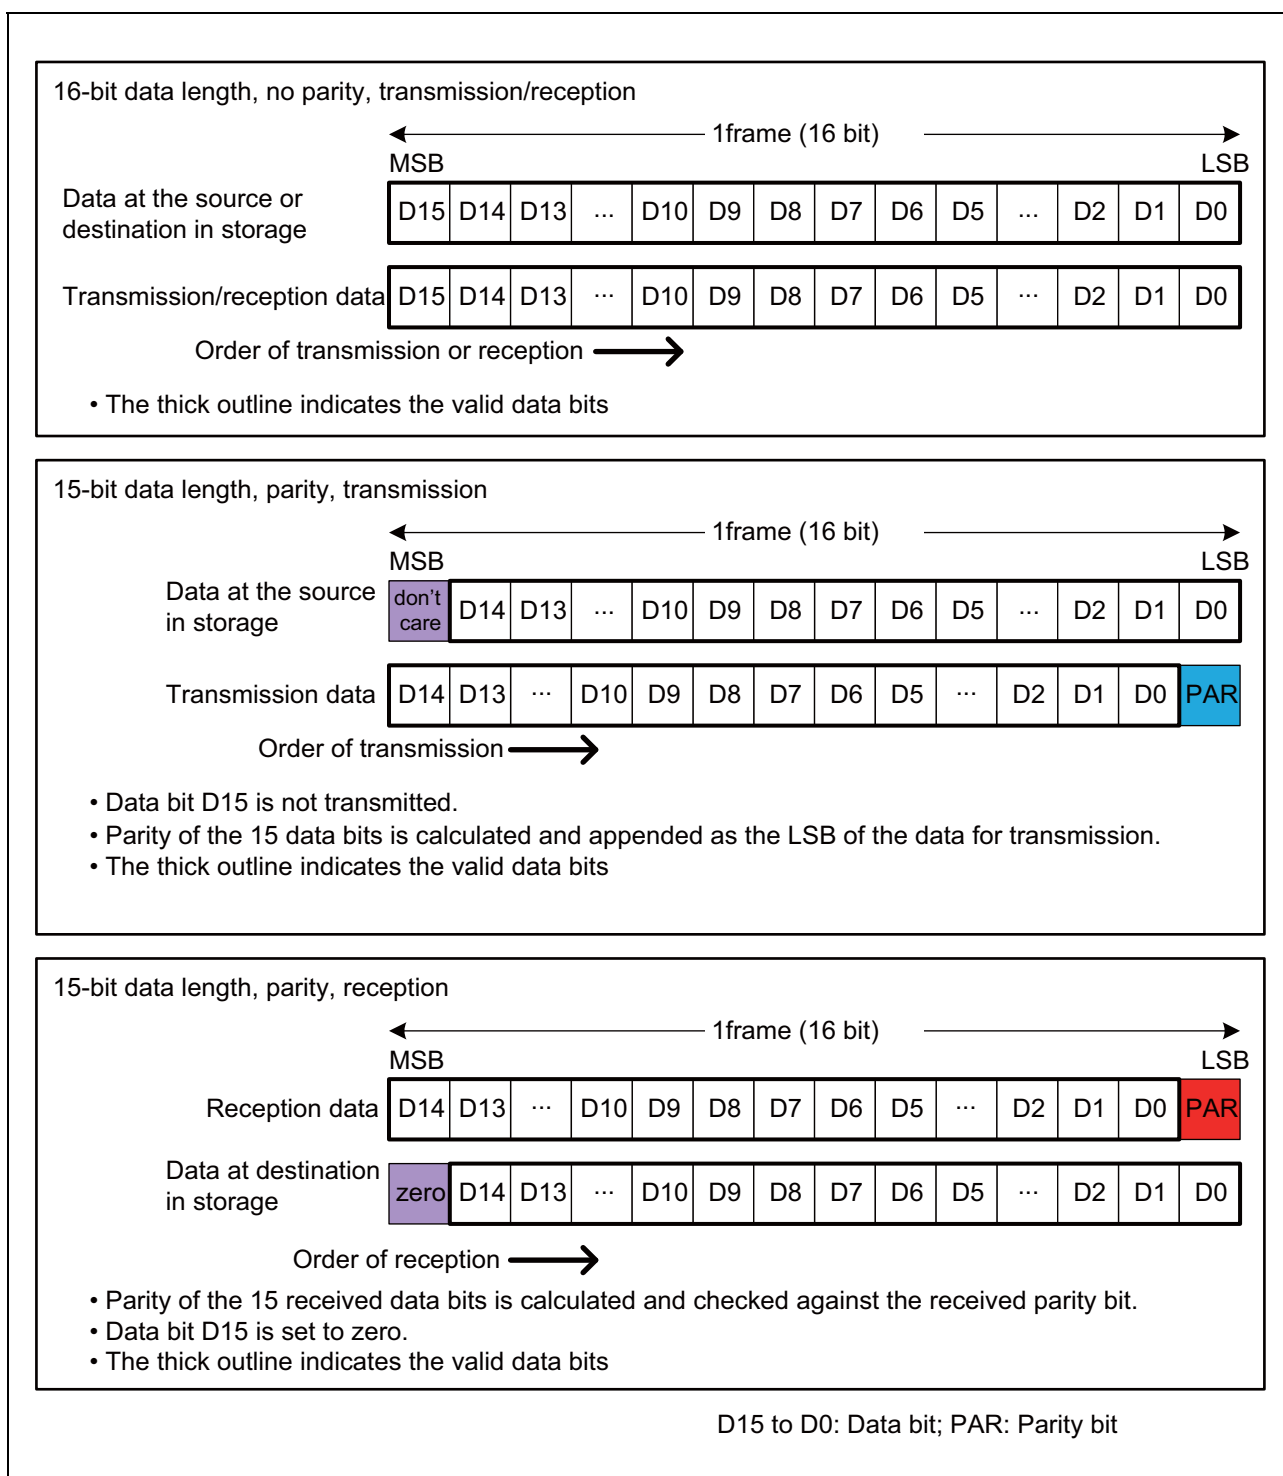 16-bit data length, no parity, transmission/reception
1frame (16 bit)
MSB LSB
Data at the source or
destination in storage
D15 D14 D13 ... D10 D9 D8 D7 D6 D5 ... D2 D1 D0
Transmission/reception data D15 D14 D13 ... D10 D9 D8 D7 D6 D5 ... D2 D1 D0
Order of transmission or reception
• The thick outline indicates the valid data bits
15-bit data length, parity, transmission
1frame (16 bit)
MSB LSB
Data at the source
in storage
don't
care
D14 D13 ... D10 D9 D8 D7 D6 D5 ... D2 D1 D0
Transmission data D14 D13 ... D10 D9 D8 D7 D6 D5 ... D2 D1 D0 PAR
Order of transmission
• Data bit D15 is not transmitted.
• Parity of the 15 data bits is calculated and appended as the LSB of the data for transmission.
• The thick outline indicates the valid data bits
15-bit data length, parity, reception
1frame (16 bit)
MSB LSB
Reception data D14 D13 ... D10 D9 D8 D7 D6 D5 ... D2 D1 D0 PAR
Data at destination
in storage
zero D14 D13 ... D10 D9 D8 D7 D6 D5 ... D2 D1 D0
Order of reception
• Parity of the 15 received data bits is calculated and checked against the received parity bit.
• Data bit D15 is set to zero.
• The thick outline indicates the valid data bits
D15 to D0: Data bit; PAR: Parity bit